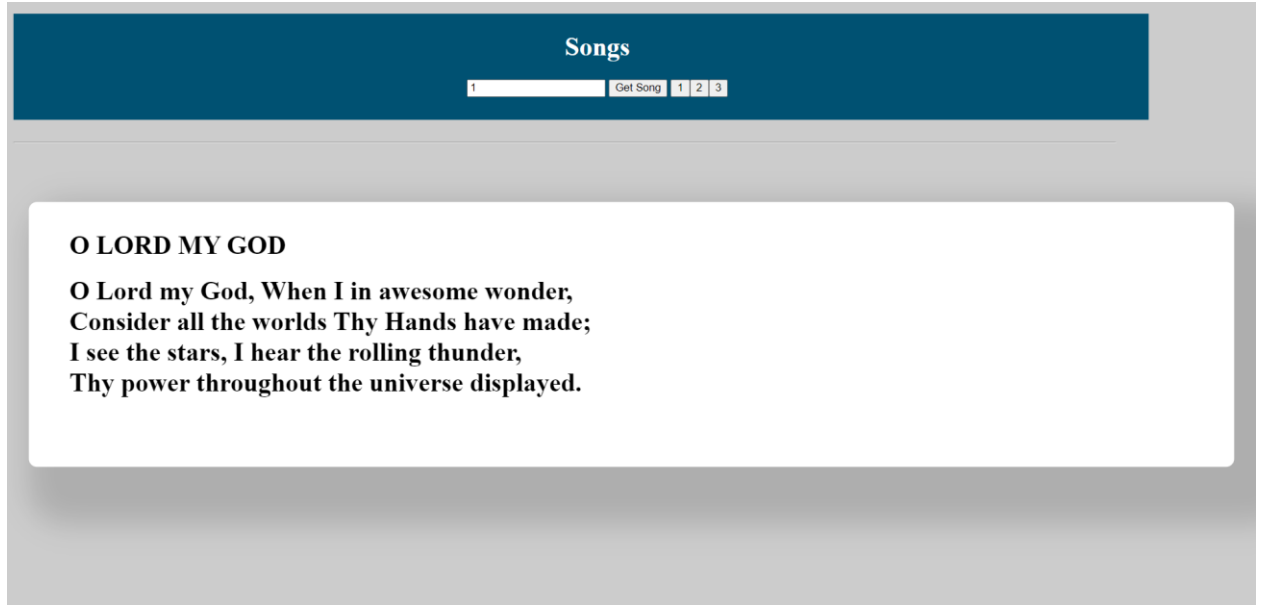 Songs
1 Get Song 1 2 3
O LORD MY GOD
O Lord my God, When I in awesome wonder,
Consider all the worlds Thy Hands have made;
I see the stars, I hear the rolling thunder,
Thy power throughout the universe displayed.